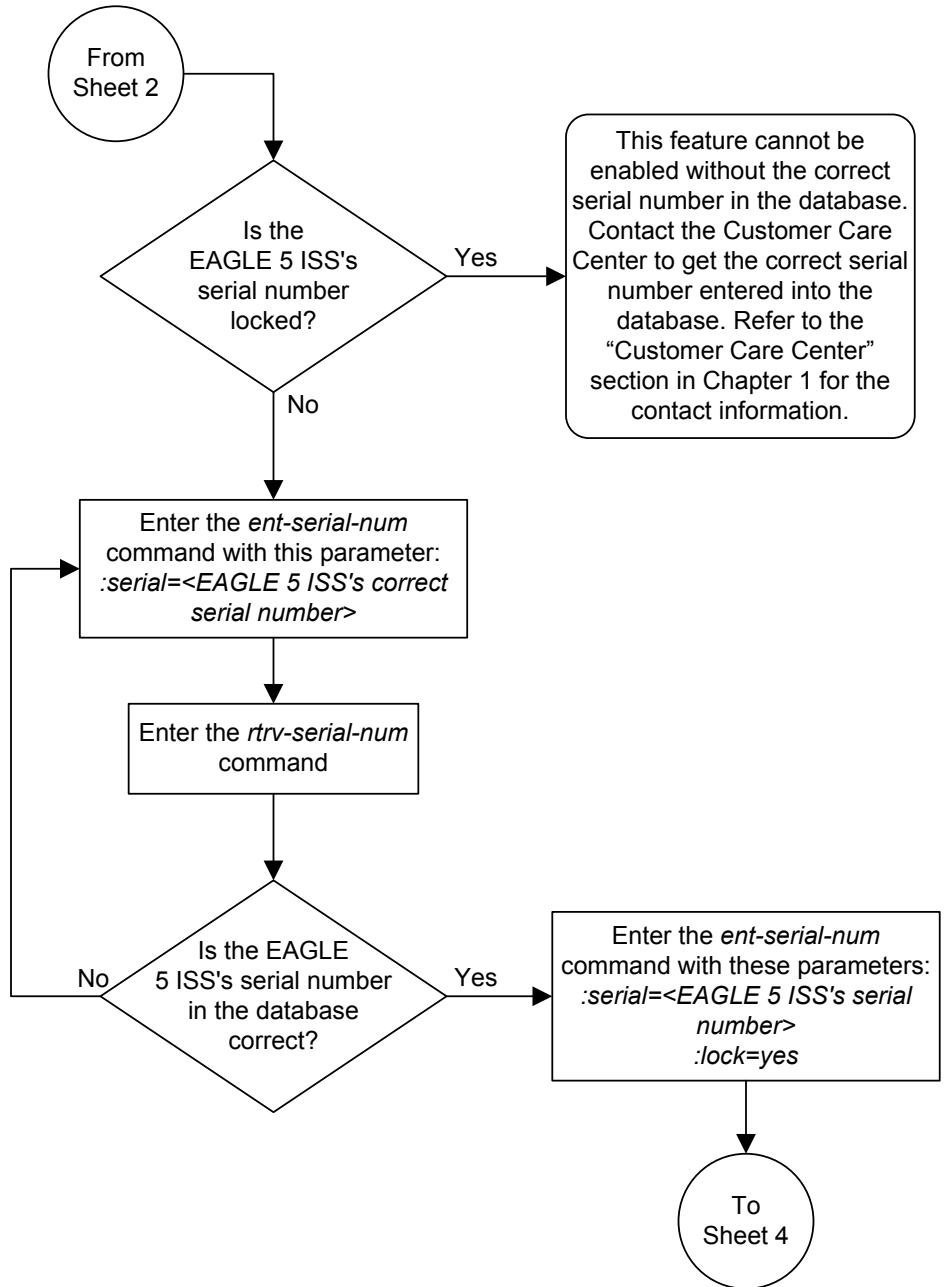 From
Sheet 2
Is the
EAGLE 5 ISS's
serial number
locked?
Yes
This feature cannot be
enabled without the correct
serial number in the database.
Contact the Customer Care
Center to get the correct serial
number entered into the
database. Refer to the
“Customer Care Center”
section in Chapter 1 for the
contact information.
No
Enter the ent-serial-num
command with this parameter:
:serial=<EAGLE 5 ISS's correct
serial number>
Enter the rtrv-serial-num
command
Is the EAGLE
5 ISS's serial number
in the database
correct?
No
Yes
Enter the ent-serial-num
command with these parameters:
:serial=<EAGLE 5 ISS's serial
number>
:lock=yes
To
Sheet 4